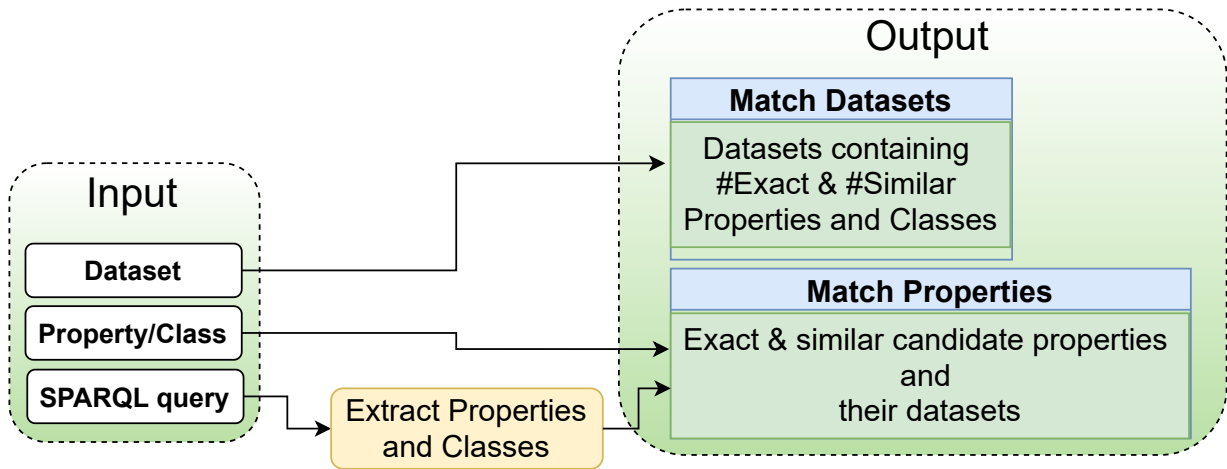 Input
Dataset
Property/Class
SPARQL query
Extract Properties
and Classes
Output
Match Datasets
Datasets containing
#Exact & #Similar
Properties and Classes
Match Properties
Exact & similar candidate properties
and
their datasets